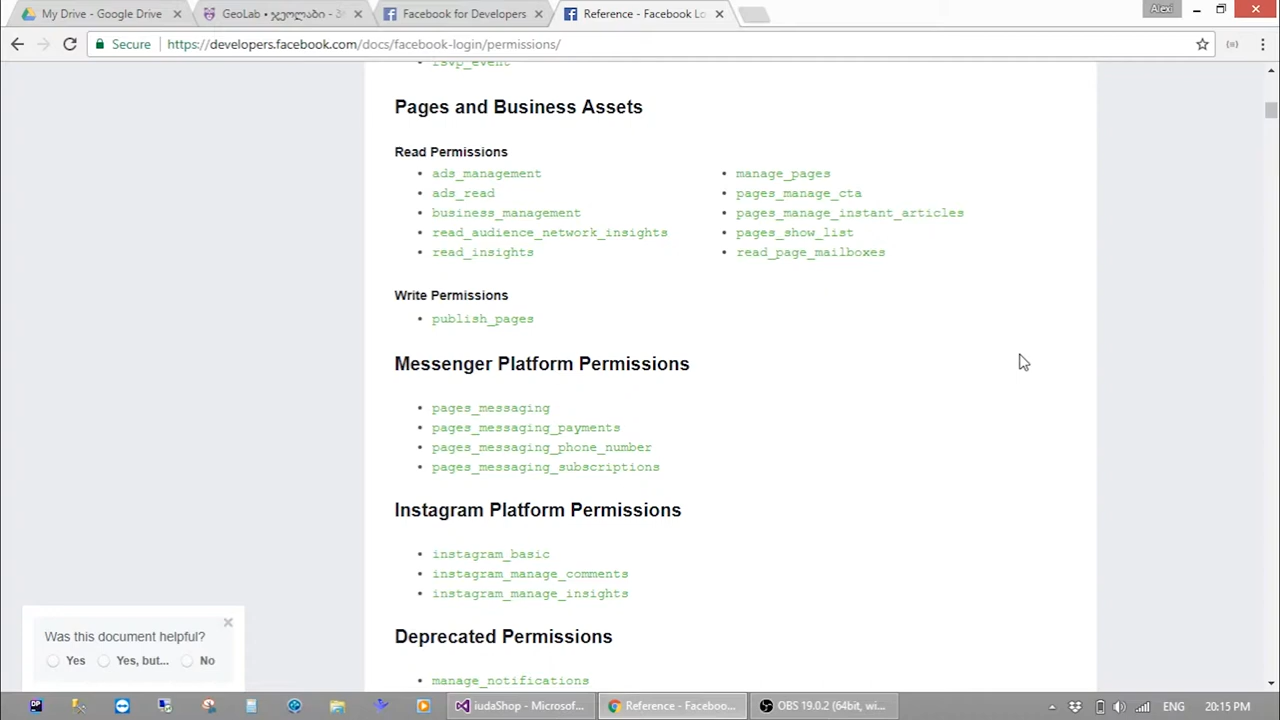 My Drive - Google Drive
GeoLab •
Facebook for Developers
Reference - Facebook Lo
Alexi
Secure
https://developers.facebook.com/docs/facebook-login/permissions/
rsvp_event
Pages and Business Assets
Read Permissions
ads_management
manage_pages
ads_read
pages_manage_cta
business_management
pages_manage_instant_articles
read_audience_network_insights
pages_show_list
read_insights
read_page_mailboxes
Write Permissions
publish_pages
Messenger Platform Permissions
pages_messaging
pages_messaging_payments
pages_messaging_phone_number
pages_messaging_subscriptions
Instagram Platform Permissions
instagram_basic
instagram_manage_comments
instagram_manage_insights
Deprecated Permissions
manage_notifications
Was this document helpful?
Yes
Yes, but...
No
iudaShop - Microsof...
Reference - Faceboo...
OBS 19.0.2 (64bit, wi...
ENG
20:15 PM